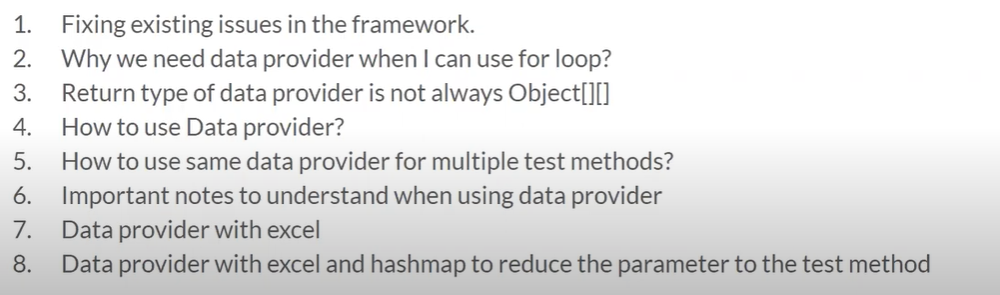 1. Fixing existing issues in the framework.
2. Why we need data provider when I can use for loop?
3. Return type of data provider is not always Object[][]
4. How to use Data provider?
5. How to use same data provider for multiple test methods?
6. Important notes to understand when using data provider
7. Data provider with excel
8. Data provider with excel and hashmap to reduce the parameter to the test method